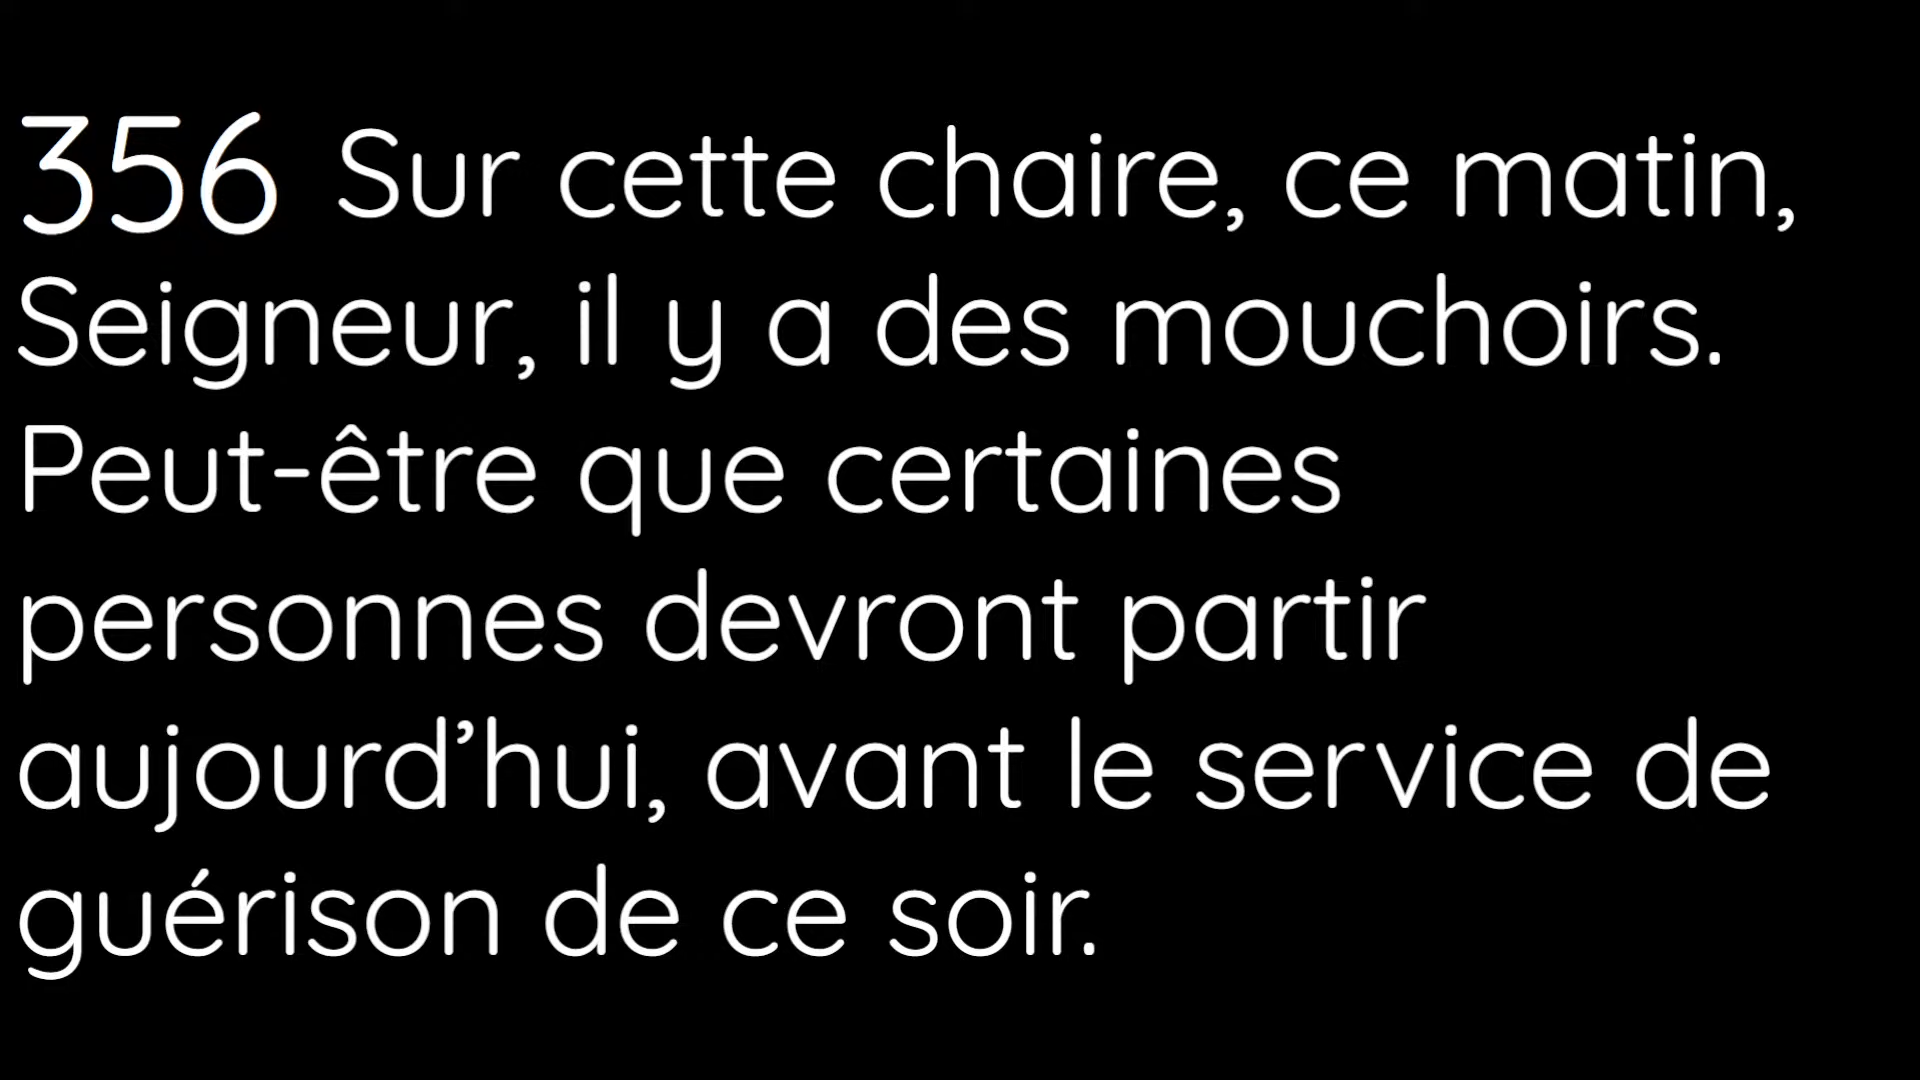 356 Sur cette chaire, ce matin,
Seigneur, il y a des mouchoirs.
Peut-être que certaines
personnes devront partir
aujourd’hui, avant le service de
guérison de ce soir.